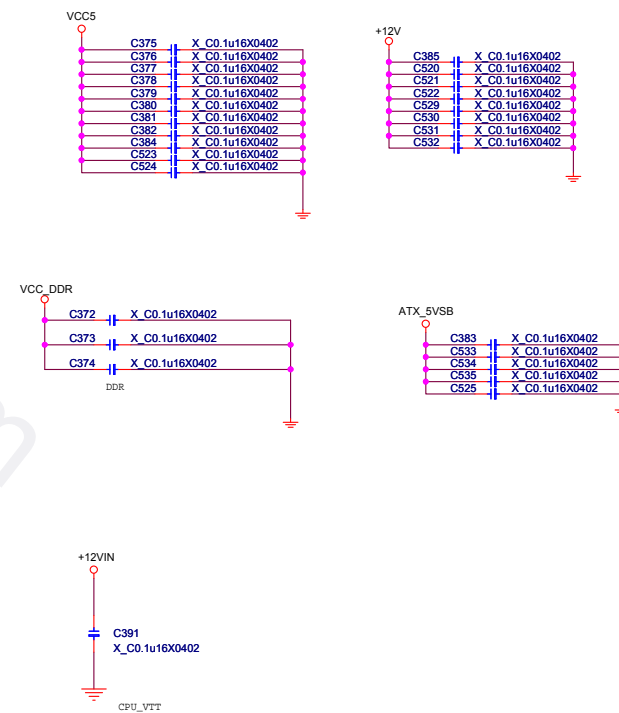 VCC5
C375 X_C0.1u16X0402
C376 X_C0.1u16X0402
C377 X_C0.1u16X0402
C378 X_C0.1u16X0402
C379 X_C0.1u16X0402
C380 X_C0.1u16X0402
C381 X_C0.1u16X0402
C382 X_C0.1u16X0402
C384 X_C0.1u16X0402
C523 X_C0.1u16X0402
C524 X_C0.1u16X0402
+12V
C385 X_C0.1u16X0402
C520 X_C0.1u16X0402
C521 X_C0.1u16X0402
C522 X_C0.1u16X0402
C529 X_C0.1u16X0402
C530 X_C0.1u16X0402
C531 X_C0.1u16X0402
C532 X_C0.1u16X0402
VCC_DDR
C372 X_C0.1u16X0402
C373 X_C0.1u16X0402
C374 X_C0.1u16X0402
DDR
ATX_5VSB
C383 X_C0.1u16X0402
C533 X_C0.1u16X0402
C534 X_C0.1u16X0402
C535 X_C0.1u16X0402
C525 X_C0.1u16X0402
+12VIN
C391
X_C0.1u16X0402
CPU_VTT